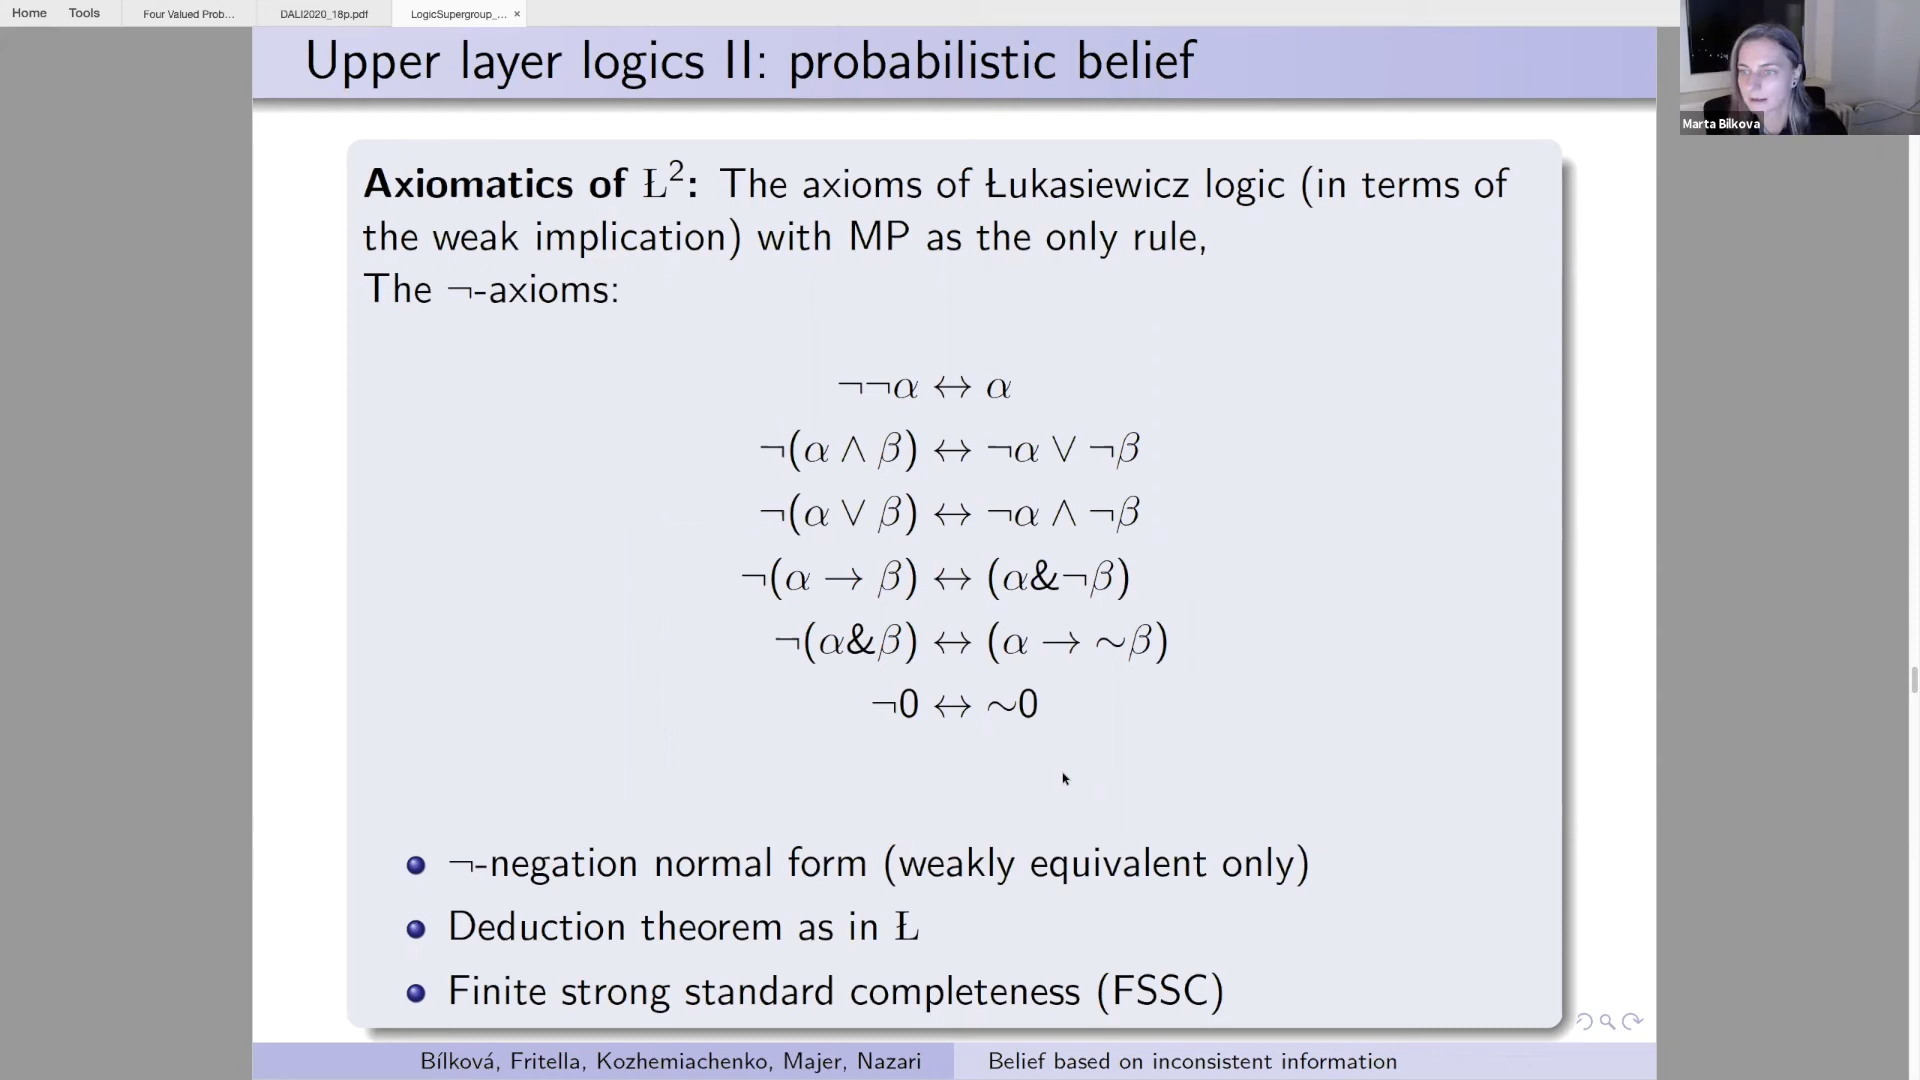 Home Tools Four Valued Prob... DALI2020_18p.pdf LogicSupergroup_... ×
Upper layer logics II: probabilistic belief
Marta Bilkova
Axiomatics of Ł²: The axioms of Łukasiewicz logic (in terms of
the weak implication) with MP as the only rule,
The ¬-axioms:
¬¬α ↔ α
¬(α ∧ β) ↔ ¬α ∨ ¬β
¬(α ∨ β) ↔ ¬α ∧ ¬β
¬(α → β) ↔ (α&¬β)
¬(α&β) ↔ (α → ∼β)
¬0 ↔ ∼0
¬-negation normal form (weakly equivalent only)
Deduction theorem as in Ł
Finite strong standard completeness (FSSC)
Bílková, Fritella, Kozhemiachenko, Majer, Nazari Belief based on inconsistent information